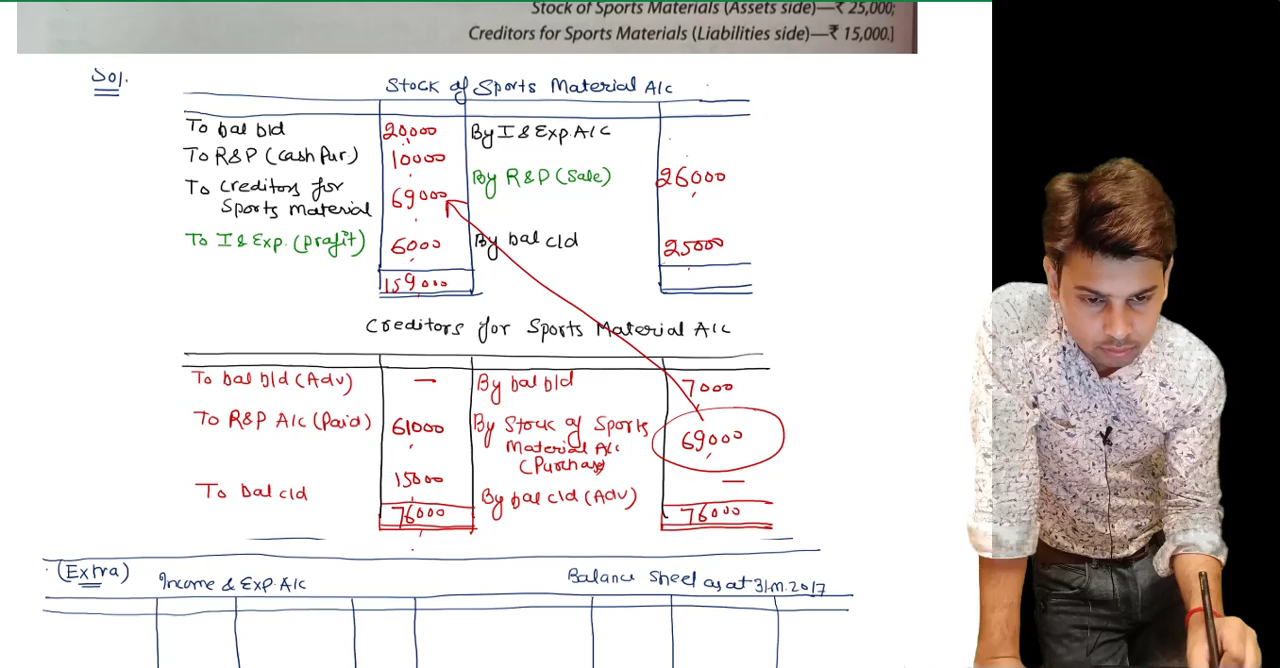 Stock of Sports Materials (Assets side)—₹ 25,000;
Creditors for Sports Materials (Liabilities side)—₹ 15,000.]
Sol.
Stock of Sports Material A/c
To bal b/d 20,000 By I & Exp. A/c
To R&P (Cash Pur.) 10000
By R&P (Sale) 26000
To Creditors for
Sports Material 69000
To I & Exp. (Profit) 6000 By bal c/d 25000
159000
Creditors for Sports Material A/c
To bal b/d (Adv) — By bal b/d 7000
To R&P A/c (Paid) 61000 By Stock of Sports
Material A/c 69000
(Purchase)
To bal c/d 15000 By bal c/d (Adv) —
76000 76000
(Extra) Income & Exp. A/c Balance Sheet as at 31.M.2017